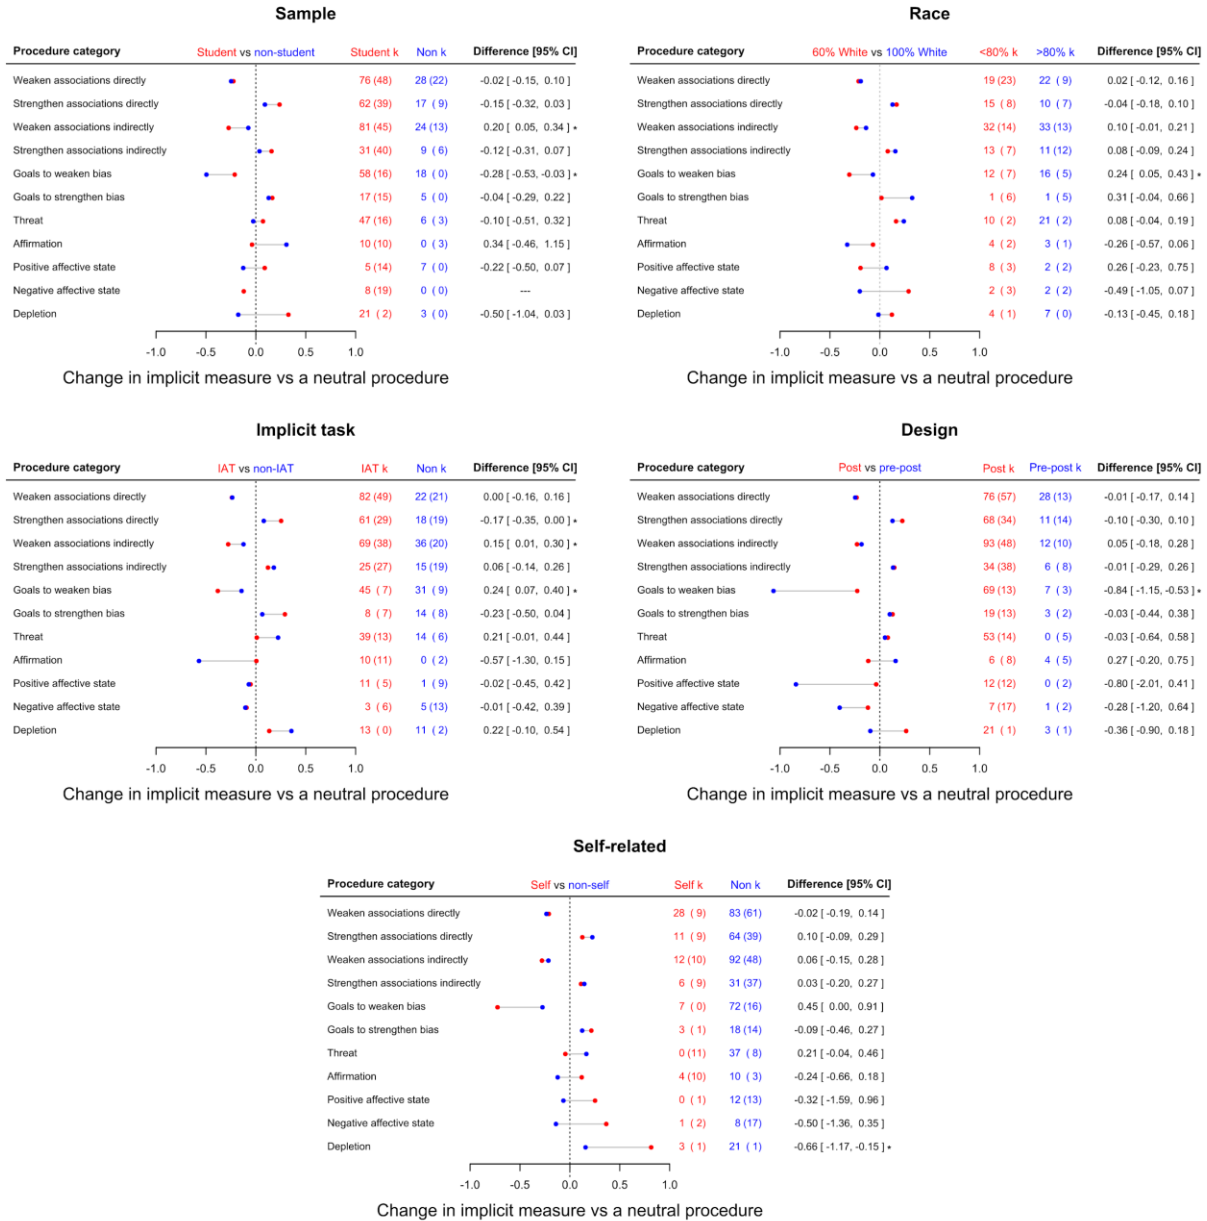 Sample
Procedure category Student vs non-student Student k Non k Difference [95% CI]
Weaken associations directly 76 (48) 28 (22) -0.02 [ -0.15, 0.10 ]
Strengthen associations directly 62 (39) 17 ( 9) -0.15 [ -0.32, 0.03 ]
Weaken associations indirectly 81 (45) 24 (13) 0.20 [ 0.05, 0.34 ] *
Strengthen associations indirectly 31 (40) 9 ( 6) -0.12 [ -0.31, 0.07 ]
Goals to weaken bias 58 (16) 18 ( 0) -0.28 [ -0.53, -0.03 ] *
Goals to strengthen bias 17 (15) 5 ( 0) -0.04 [ -0.29, 0.22 ]
Threat 47 (16) 6 ( 3) -0.10 [ -0.51, 0.32 ]
Affirmation 10 (10) 0 ( 3) 0.34 [ -0.46, 1.15 ]
Positive affective state 5 (14) 7 ( 0) -0.22 [ -0.50, 0.07 ]
Negative affective state 8 (19) 0 ( 0) ---
Depletion 21 ( 2) 3 ( 0) -0.50 [ -1.04, 0.03 ]
-1.0 -0.5 0.0 0.5 1.0
Change in implicit measure vs a neutral procedure
Race
Procedure category 60% White vs 100% White <80% k >80% k Difference [95% CI]
Weaken associations directly 19 (23) 22 ( 9) 0.02 [ -0.12, 0.16 ]
Strengthen associations directly 15 ( 8) 10 ( 7) -0.04 [ -0.18, 0.10 ]
Weaken associations indirectly 32 (14) 33 (13) 0.10 [ -0.01, 0.21 ]
Strengthen associations indirectly 13 ( 7) 11 (12) 0.08 [ -0.09, 0.24 ]
Goals to weaken bias 12 ( 7) 16 ( 5) 0.24 [ 0.05, 0.43 ] *
Goals to strengthen bias 1 ( 6) 1 ( 5) 0.31 [ -0.04, 0.66 ]
Threat 10 ( 2) 21 ( 2) 0.08 [ -0.04, 0.19 ]
Affirmation 4 ( 2) 3 ( 1) -0.26 [ -0.57, 0.06 ]
Positive affective state 8 ( 3) 2 ( 2) 0.26 [ -0.23, 0.75 ]
Negative affective state 2 ( 3) 2 ( 2) -0.49 [ -1.05, 0.07 ]
Depletion 4 ( 1) 7 ( 0) -0.13 [ -0.45, 0.18 ]
-1.0 -0.5 0.0 0.5 1.0
Change in implicit measure vs a neutral procedure
Implicit task
Procedure category IAT vs non-IAT IAT k Non k Difference [95% CI]
Weaken associations directly 82 (49) 22 (21) 0.00 [ -0.16, 0.16 ]
Strengthen associations directly 61 (29) 18 (19) -0.17 [ -0.35, 0.00 ] *
Weaken associations indirectly 69 (38) 36 (20) 0.15 [ 0.01, 0.30 ] *
Strengthen associations indirectly 25 (27) 15 (19) 0.06 [ -0.14, 0.26 ]
Goals to weaken bias 45 ( 7) 31 ( 9) 0.24 [ 0.07, 0.40 ] *
Goals to strengthen bias 8 ( 7) 14 ( 8) -0.23 [ -0.50, 0.04 ]
Threat 39 (13) 14 ( 6) 0.21 [ -0.01, 0.44 ]
Affirmation 10 (11) 0 ( 2) -0.57 [ -1.30, 0.15 ]
Positive affective state 11 ( 5) 1 ( 9) -0.02 [ -0.45, 0.42 ]
Negative affective state 3 ( 6) 5 (13) -0.01 [ -0.42, 0.39 ]
Depletion 13 ( 0) 11 ( 2) 0.22 [ -0.10, 0.54 ]
-1.0 -0.5 0.0 0.5 1.0
Change in implicit measure vs a neutral procedure
Design
Procedure category Post vs pre-post Post k Pre-post k Difference [95% CI]
Weaken associations directly 76 (57) 28 (13) -0.01 [ -0.17, 0.14 ]
Strengthen associations directly 68 (34) 11 (14) -0.10 [ -0.30, 0.10 ]
Weaken associations indirectly 93 (48) 12 (10) 0.05 [ -0.18, 0.28 ]
Strengthen associations indirectly 34 (38) 6 ( 8) -0.01 [ -0.29, 0.26 ]
Goals to weaken bias 69 (13) 7 ( 3) -0.84 [ -1.15, -0.53 ] *
Goals to strengthen bias 19 (13) 3 ( 2) -0.03 [ -0.44, 0.38 ]
Threat 53 (14) 0 ( 5) -0.03 [ -0.64, 0.58 ]
Affirmation 6 ( 8) 4 ( 5) 0.27 [ -0.20, 0.75 ]
Positive affective state 12 (12) 0 ( 2) -0.80 [ -2.01, 0.41 ]
Negative affective state 7 (17) 1 ( 2) -0.28 [ -1.20, 0.64 ]
Depletion 21 ( 1) 3 ( 1) -0.36 [ -0.90, 0.18 ]
-1.0 -0.5 0.0 0.5 1.0
Change in implicit measure vs a neutral procedure
Self-related
Procedure category Self vs non-self Self k Non k Difference [95% CI]
Weaken associations directly 28 ( 9) 83 (61) -0.02 [ -0.19, 0.14 ]
Strengthen associations directly 11 ( 9) 64 (39) 0.10 [ -0.09, 0.29 ]
Weaken associations indirectly 12 (10) 92 (48) 0.06 [ -0.15, 0.28 ]
Strengthen associations indirectly 6 ( 9) 31 (37) 0.03 [ -0.20, 0.27 ]
Goals to weaken bias 7 ( 0) 72 (16) 0.45 [ 0.00, 0.91 ]
Goals to strengthen bias 3 ( 1) 18 (14) -0.09 [ -0.46, 0.27 ]
Threat 0 (11) 37 ( 8) 0.21 [ -0.04, 0.46 ]
Affirmation 4 (10) 10 ( 3) -0.24 [ -0.66, 0.18 ]
Positive affective state 0 ( 1) 12 (13) -0.32 [ -1.59, 0.96 ]
Negative affective state 1 ( 2) 8 (17) -0.50 [ -1.36, 0.35 ]
Depletion 3 ( 1) 21 ( 1) -0.66 [ -1.17, -0.15 ] *
-1.0 -0.5 0.0 0.5 1.0
Change in implicit measure vs a neutral procedure